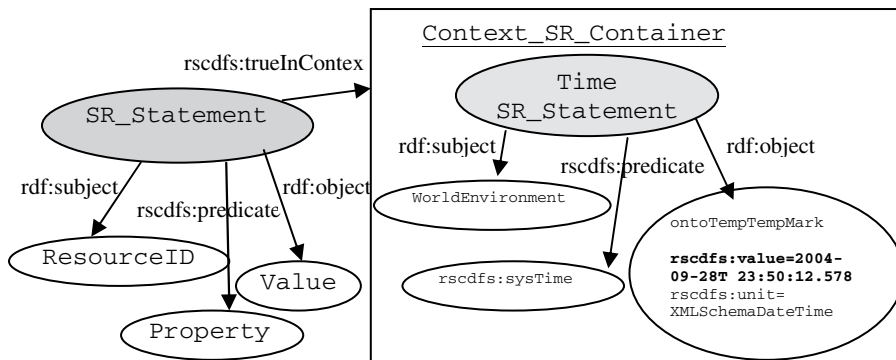 Context_SR_Container
rscdfs:trueInContex
Time
SR_Statement
SR_Statement
rdf:subject
rscdfs:predicate
rdf:object
rdf:subject
rscdfs:predicate
rdf:object
WorldEnvironment
ontoTempTempMark
rscdfs:value=2004-
09-28T 23:50:12.578
rscdfs:unit=
XMLSchemaDateTime
ResourceID
Value
rscdfs:sysTime
Property